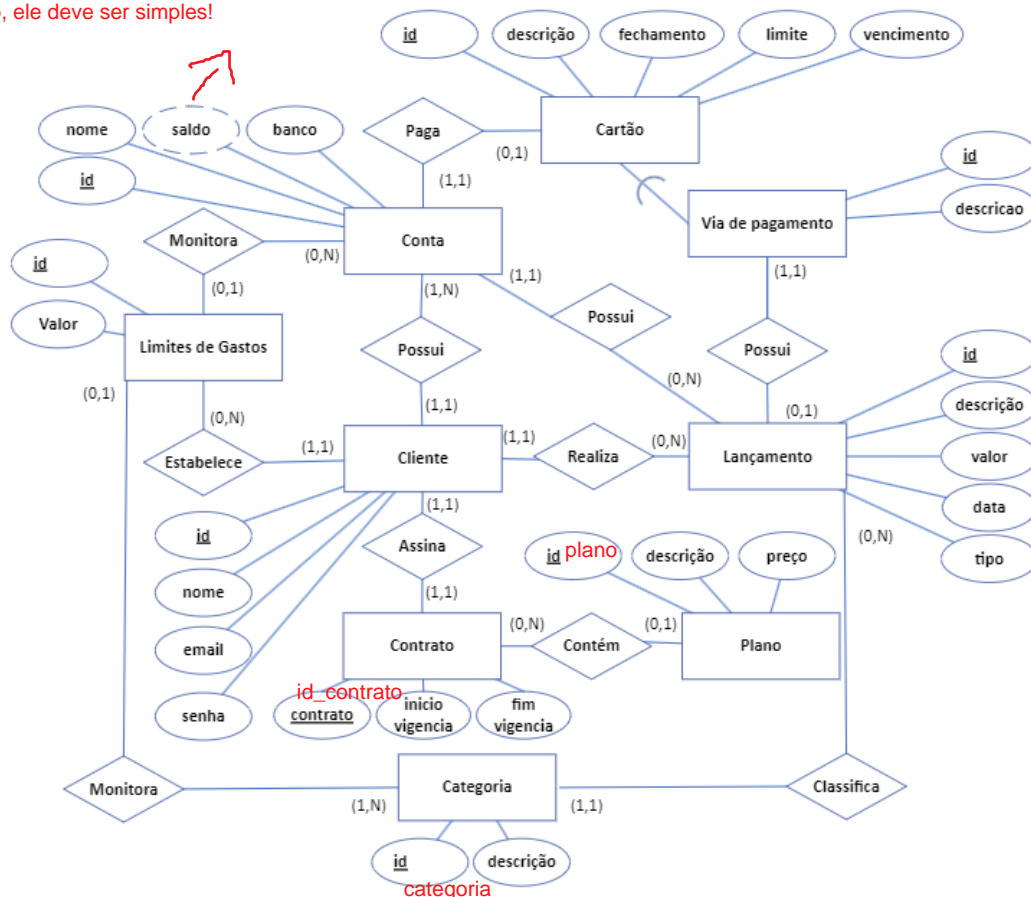 , ele deve ser simples!
id
descrição
fechamento
limite
vencimento
nome
saldo
banco
Paga
Cartão
(0,1)
id
id
(1,1)
descricao
Via de pagamento
Monitora
Conta
(0,N)
(1,1)
(1,1)
id
(0,1)
(1,N)
Valor
Possui
Limites de Gastos
Possui
Possui
id
(0,1)
(0,N)
(0,N)
(1,1)
(0,1)
descrição
(1,1)
(1,1)
(0,N)
Estabelece
Cliente
Realiza
Lançamento
valor
(1,1)
data
id
Assina
(0,N)
id plano
descrição
preço
tipo
nome
(1,1)
(0,N)
(0,1)
email
Contrato
Contém
Plano
id_contrato
contrato
inicio
vigencia
fim
vigencia
senha
Monitora
Categoria
Classifica
(1,N)
(1,1)
id
descrição
categoria